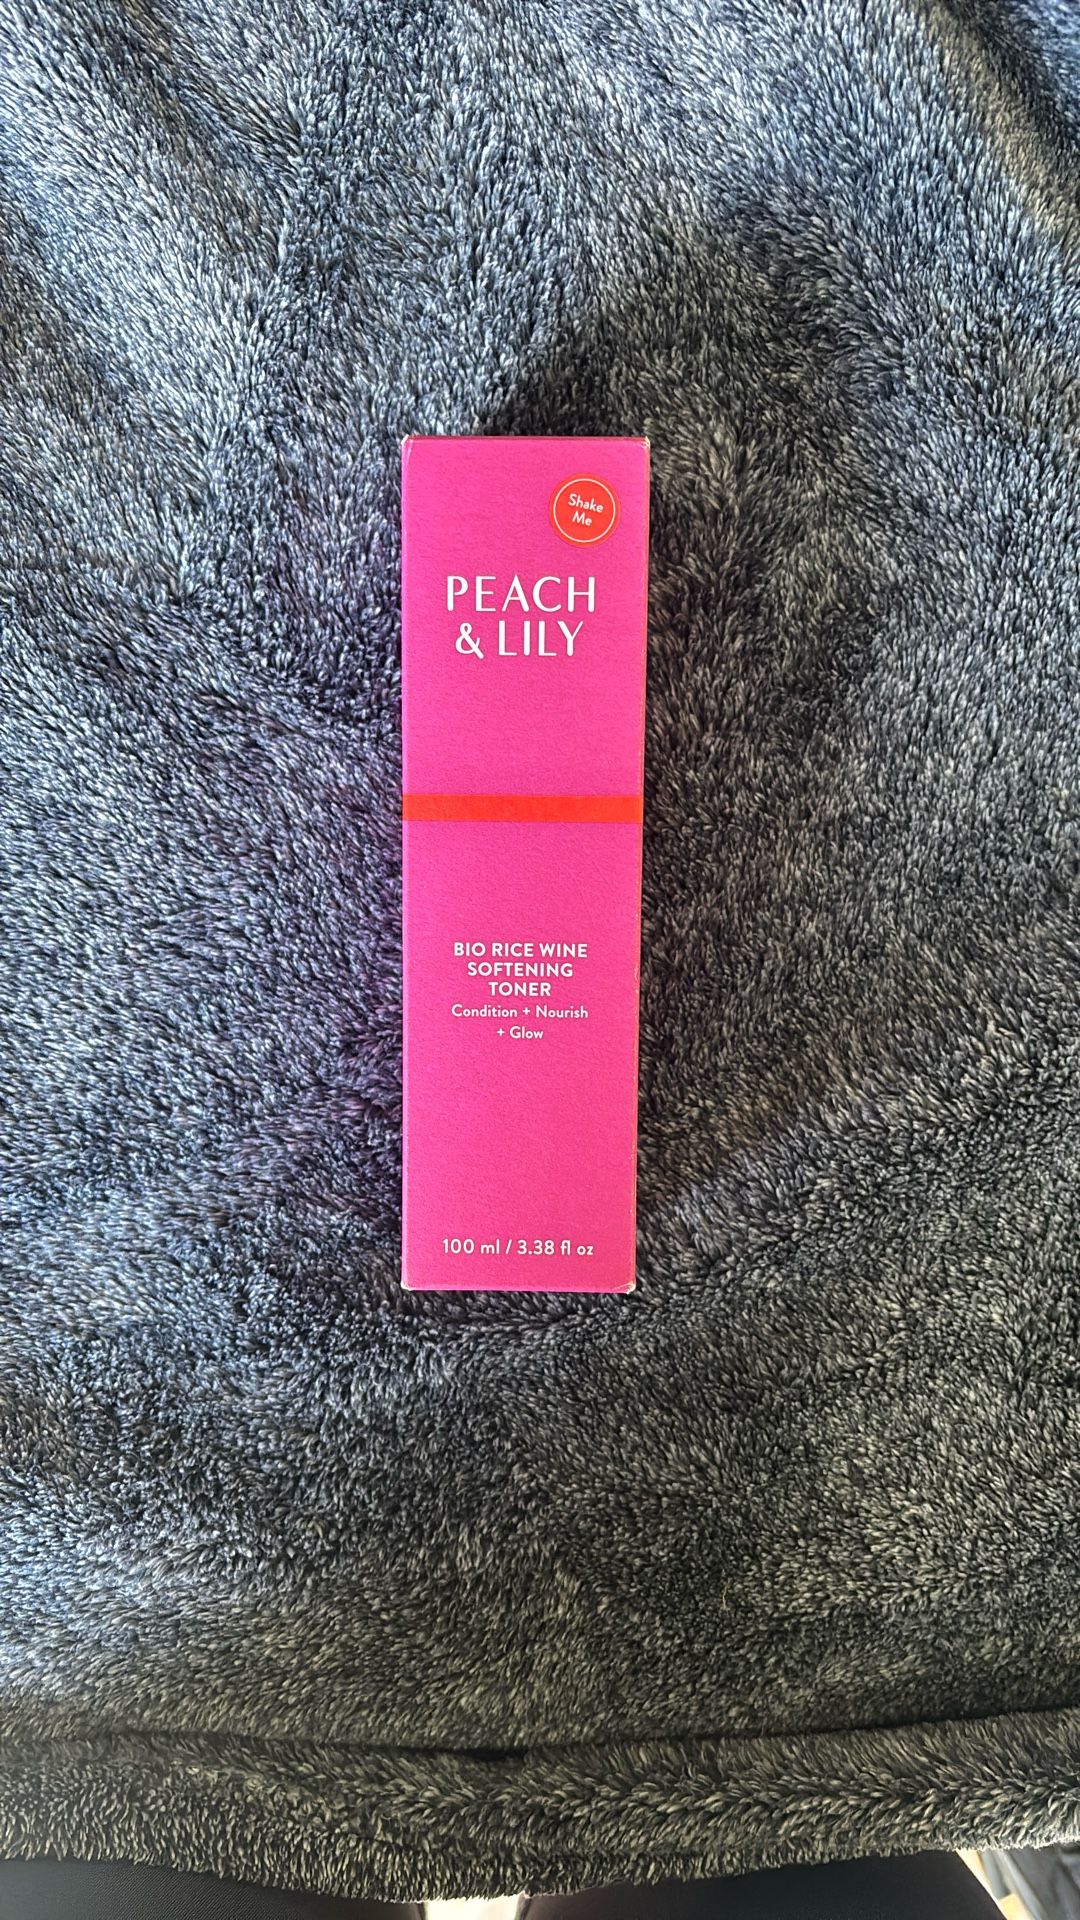 Shake
Me
PEACH
& LILY
BIO RICE WINE
SOFTENING
TONER
Condition + Nourish
+ Glow
100 ml / 3.38 fl oz